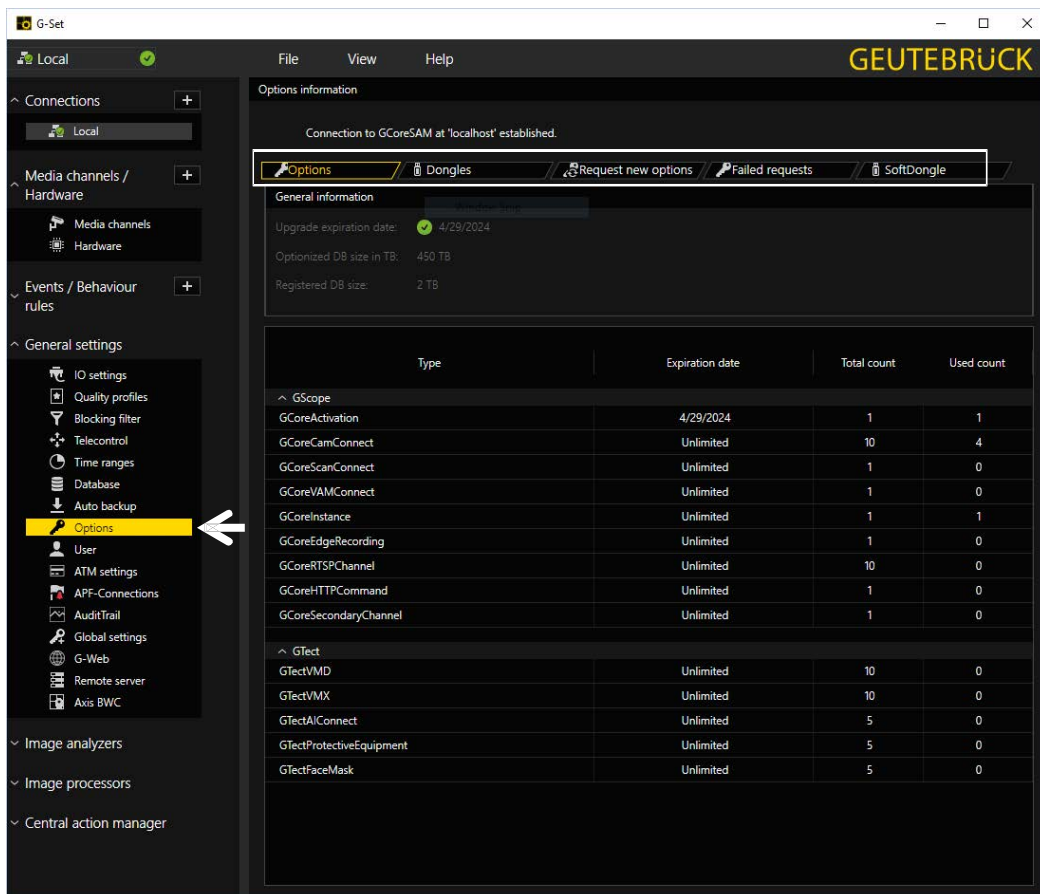 G-Set
Local
File View Help
GEUTEBRÜCK
Connections
Local
Media channels /
Hardware
Media channels
Hardware
Events / Behaviour
rules
General settings
IO settings
Quality profiles
Blocking filter
Telecontrol
Time ranges
Database
Auto backup
Options
User
ATM settings
APF-Connections
AuditTrail
Global settings
G-Web
Remote server
Axis BWC
Image analyzers
Image processors
Central action manager
Options information
Connection to GCoreSAM at 'localhost' established.
Options Dongles Request new options Failed requests SoftDongle
General information
Upgrade expiration date: 4/29/2024
Optionized DB size in TB: 450 TB
Registered DB size: 2 TB
Type Expiration date Total count Used count
GScope
GCoreActivation 4/29/2024 1 1
GCoreCamConnect Unlimited 10 4
GCoreScanConnect Unlimited 1 0
GCoreVAMConnect Unlimited 1 0
GCoreInstance Unlimited 1 1
GCoreEdgeRecording Unlimited 1 0
GCoreRTSPChannel Unlimited 10 0
GCoreHTTPCommand Unlimited 1 0
GCoreSecondaryChannel Unlimited 1 0
GTect
GTectVMD Unlimited 10 0
GTectVMX Unlimited 10 0
GTectAIConnect Unlimited 5 0
GTectProtectiveEquipment Unlimited 5 0
GTectFaceMask Unlimited 5 0